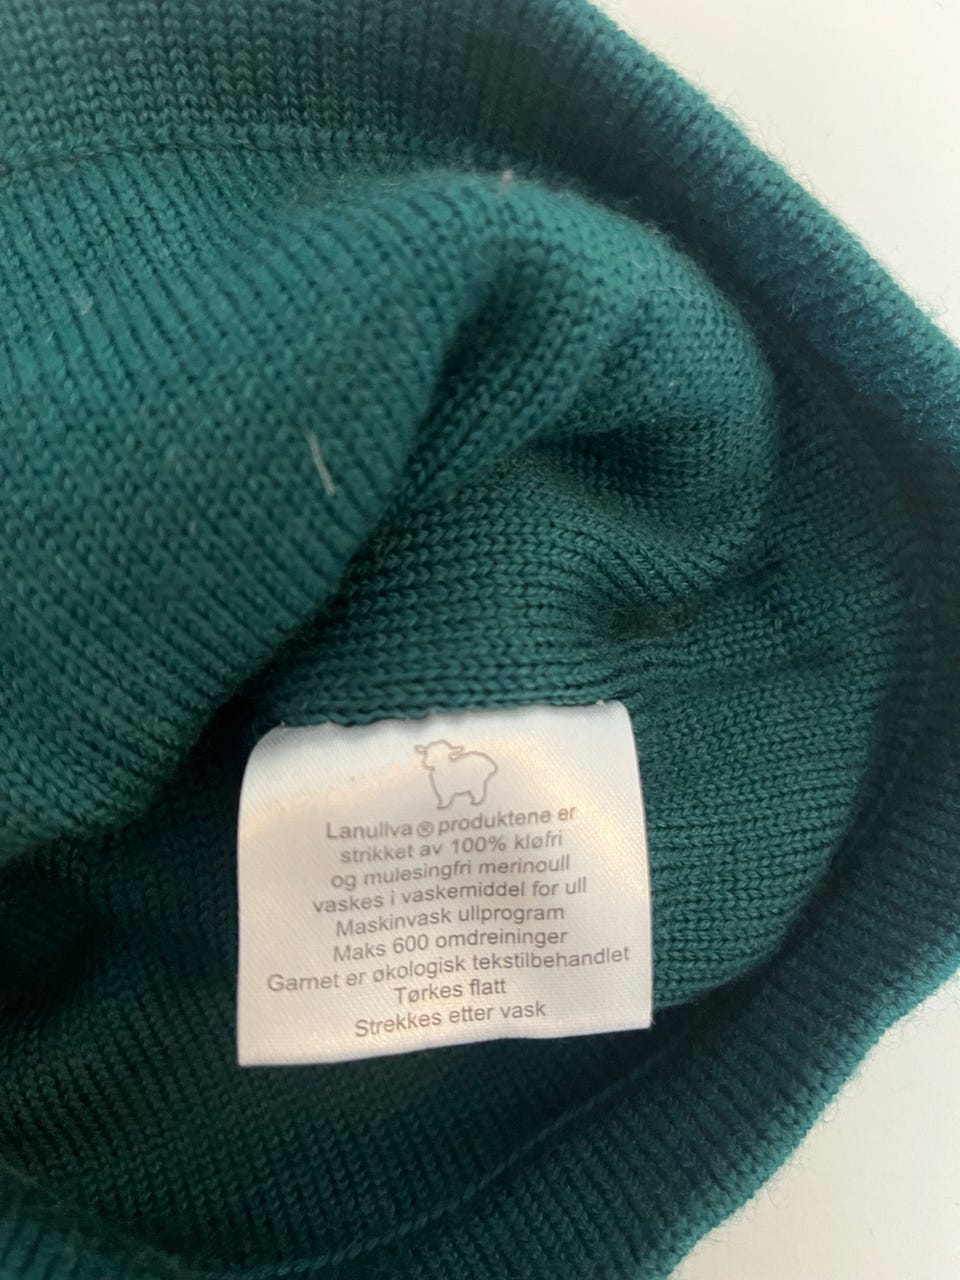 Lanullva® produktene er
strikket av 100% kløfri
og mulesingfri merinoull
vaskes i vaskemiddel for ull
Maskinvask ullprogram
Maks 600 omdreininger
Garnet er økologisk tekstilbehandlet
Tørkes flatt
Strekkes etter vask